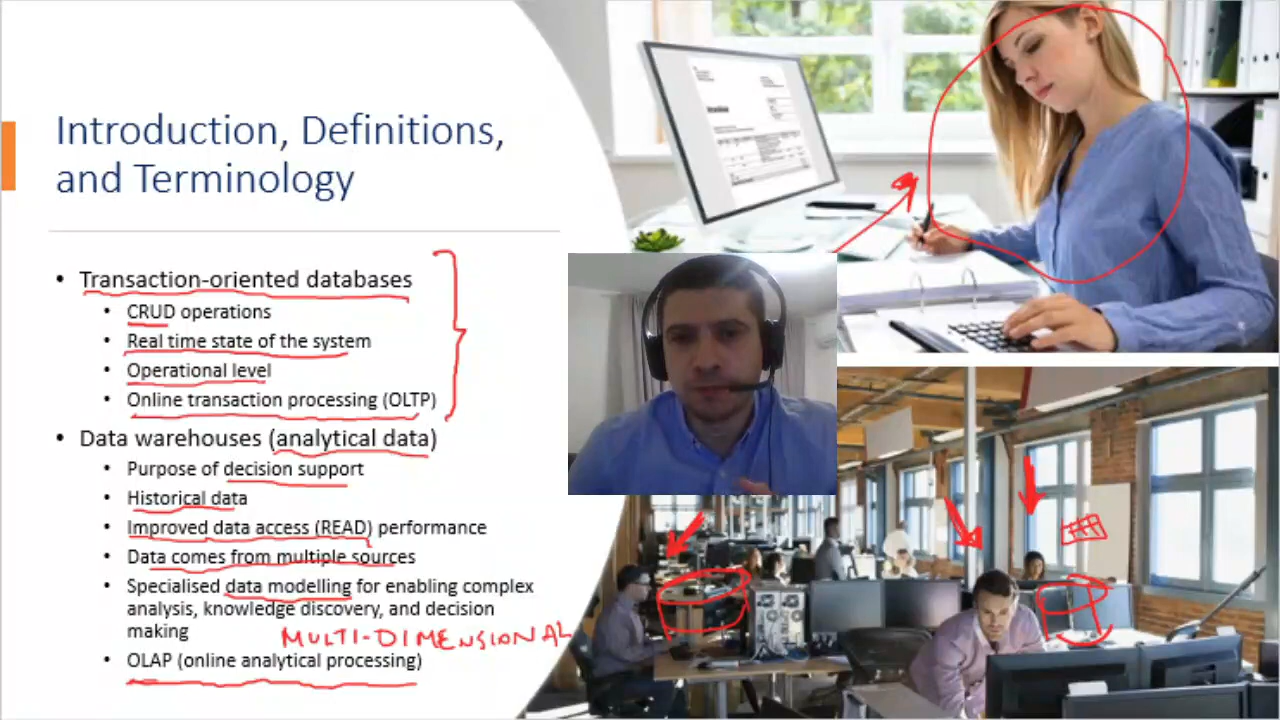 Introduction, Definitions,
and Terminology
• Transaction-oriented databases
• CRUD operations
• Real time state of the system
• Operational level
• Online transaction processing (OLTP)
• Data warehouses (analytical data)
• Purpose of decision support
• Historical data
• Improved data access (READ) performance
• Data comes from multiple sources
• Specialised data modelling for enabling complex
analysis, knowledge discovery, and decision
making
MULTI-DIMENSIONAL
• OLAP (online analytical processing)